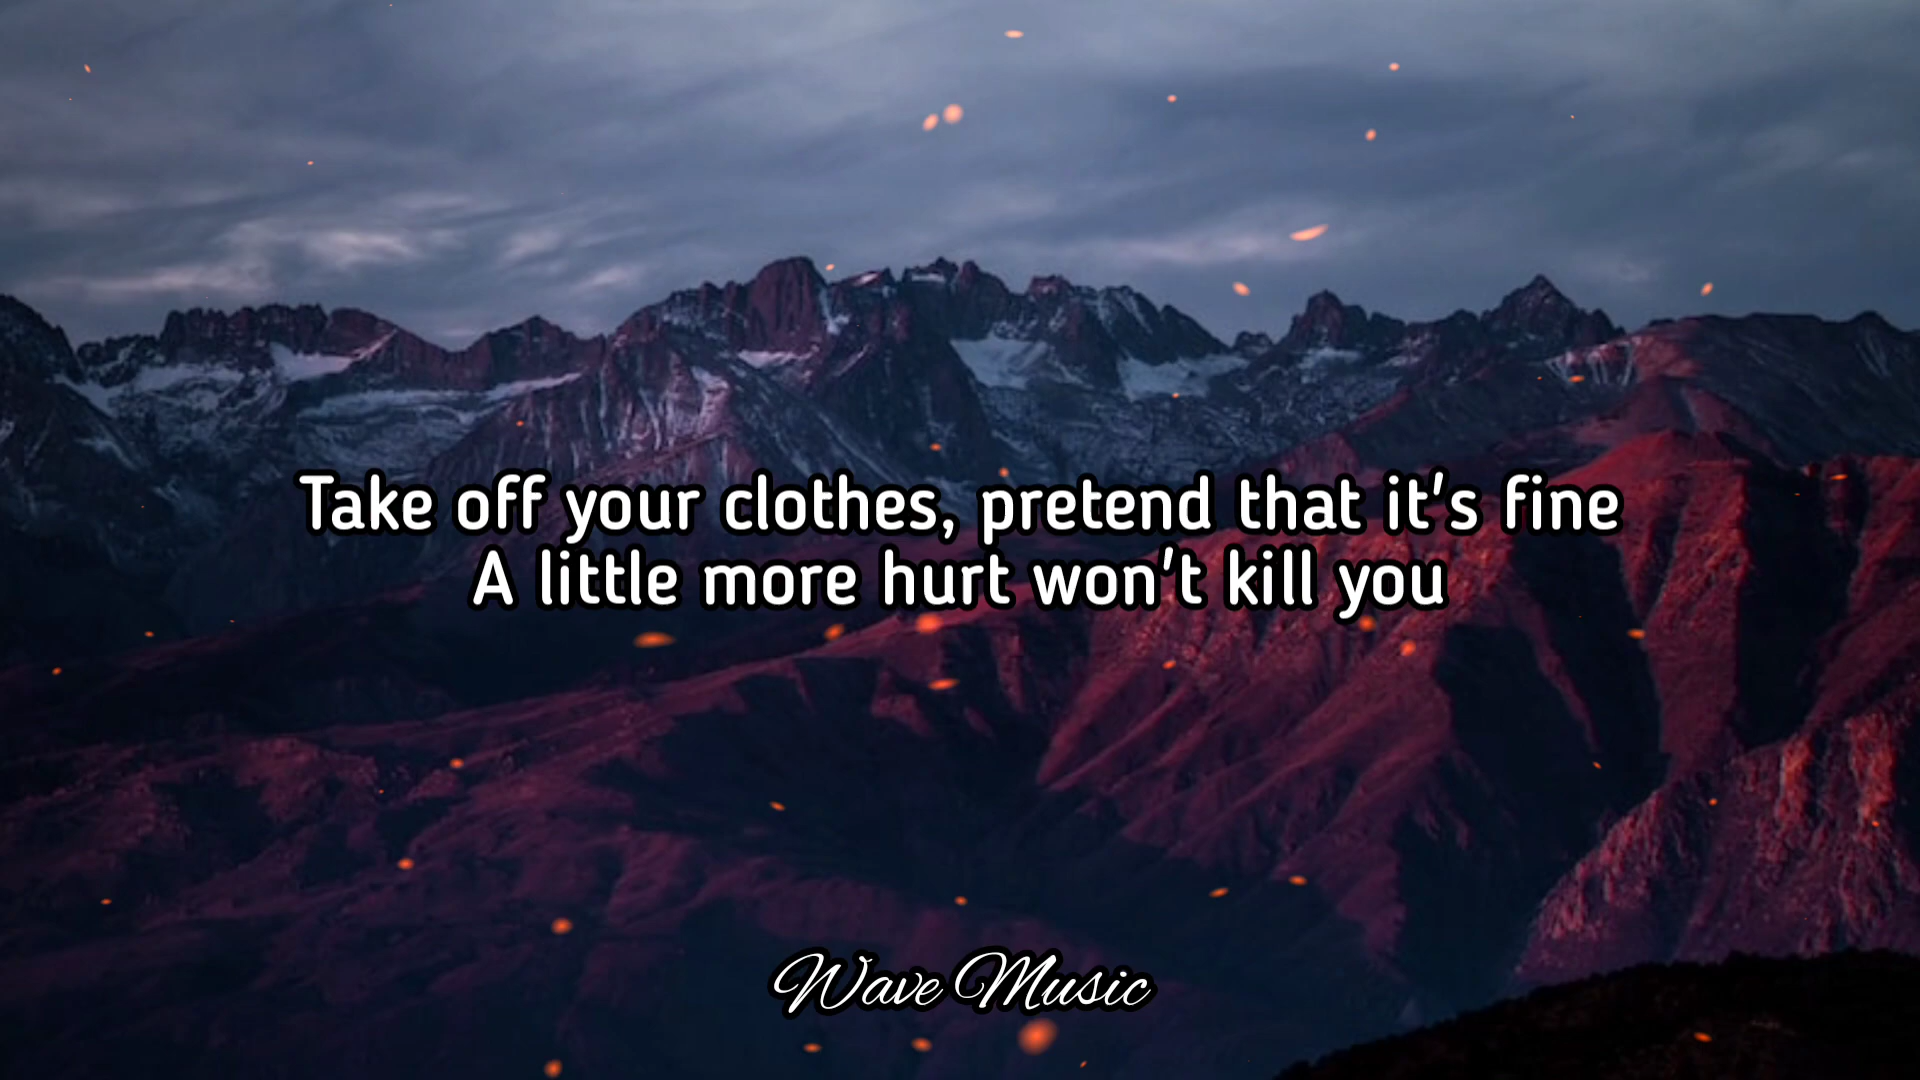 Take off your clothes, pretend that it's fine
A little more hurt won't kill you
Wave Music